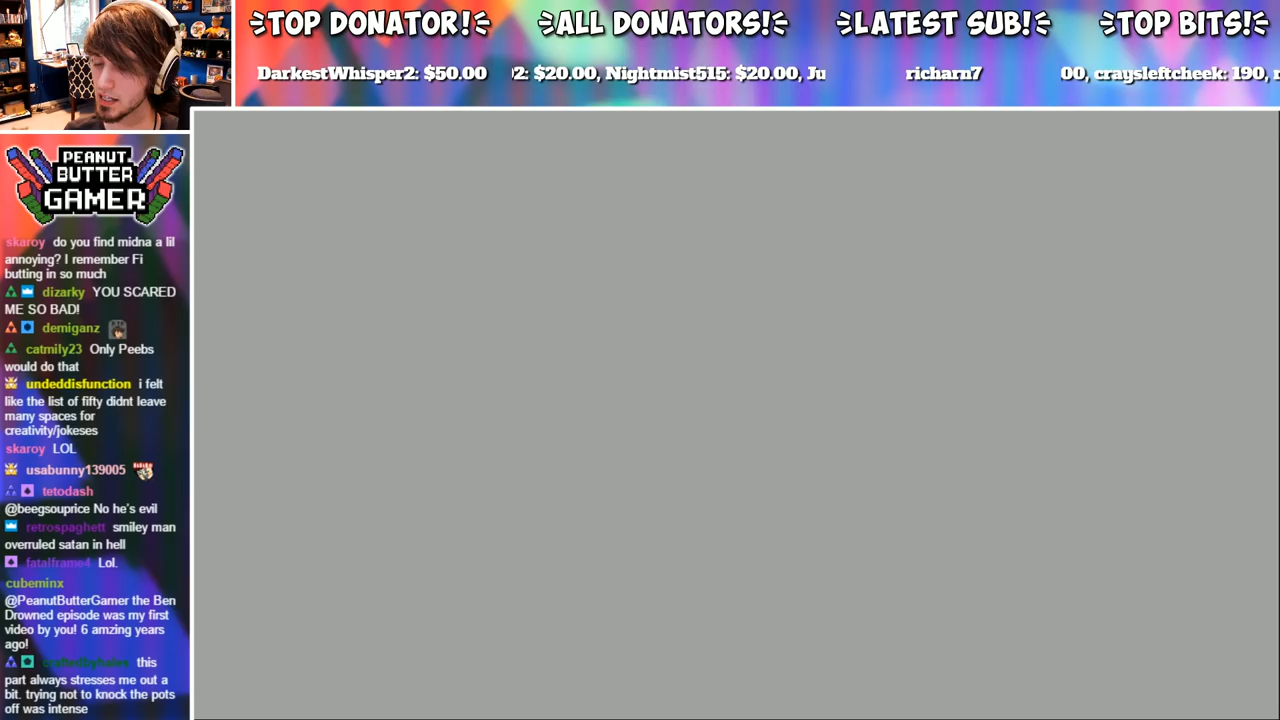 TOP DONATOR!
ALL DONATORS!
LATEST SUB!
TOP BITS!
DarkestWhisper2: $50.00
2: $20.00, Nightmist515: $20.00, Ju
richarn7
00, craysleftcheek: 190,
PEANUT
BUTTER
GAMER
skaroy do you find midna a lil
annoying? I remember Fi
butting in so much
dizarky YOU SCARED
ME SO BAD!
demiganz
catmily23 Only Peebs
would do that
undeddisfunction i felt
like the list of fifty didnt leave
many spaces for
creativity/jokeses
skaroy LOL
usabunny139005
tetodash
@beegsouprice No he's evil
retrospaghett smiley man
overruled satan in hell
fatalframe4 Lol.
cubeminx
@PeanutButterGamer the Ben
Drowned episode was my first
video by you! 6 amzing years
ago!
this
part always stresses me out a
bit. trying not to knock the pots
off was intense